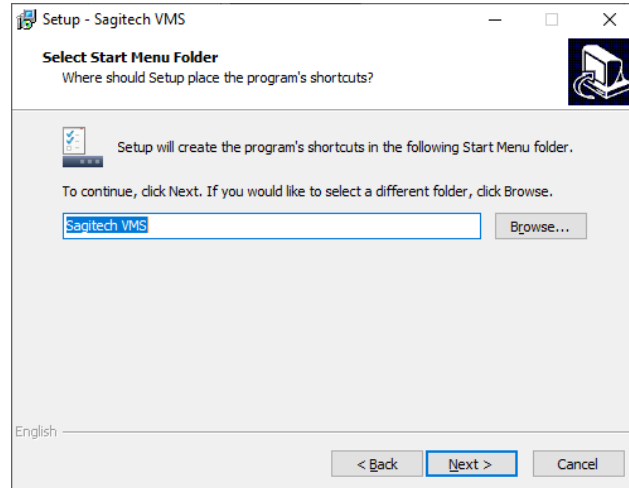 Setup - Sagitech VMS
Select Start Menu Folder
Where should Setup place the program's shortcuts?
Setup will create the program's shortcuts in the following Start Menu folder.
To continue, click Next. If you would like to select a different folder, click Browse.
Sagitech VMS
Browse...
English
< Back
Next >
Cancel